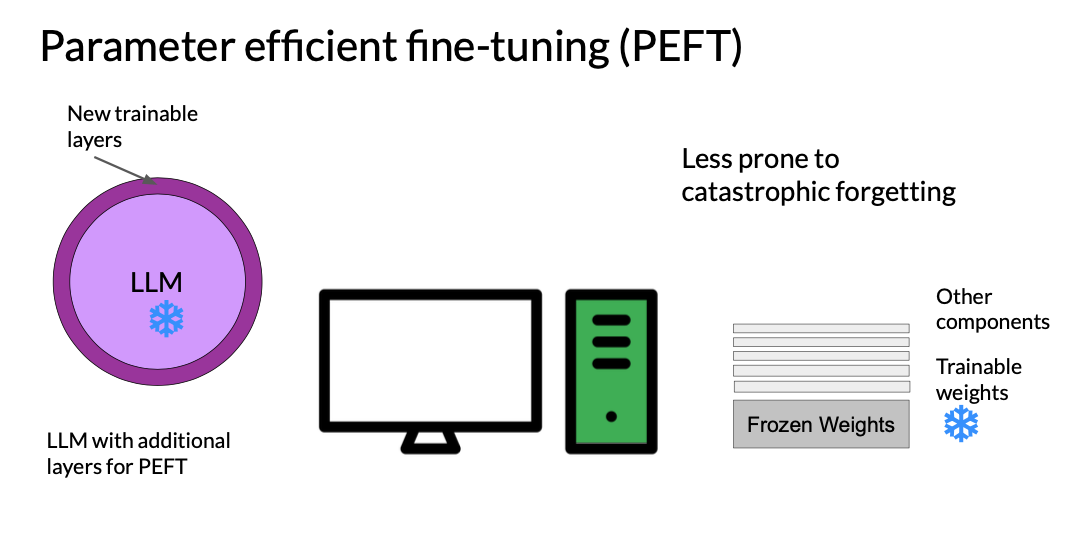 Parameter efficient fine-tuning (PEFT)
New trainable
layers
LLM
LLM with additional
layers for PEFT
Less prone to
catastrophic forgetting
Other
components
Trainable
weights
Frozen Weights